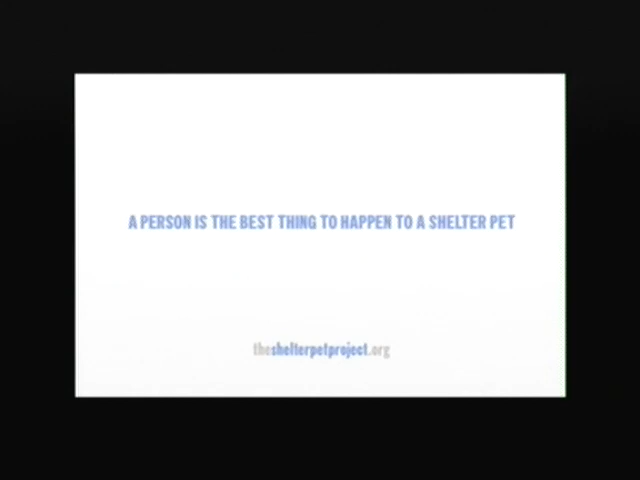 A PERSON IS THE BEST THING TO HAPPEN TO A SHELTER PET
theshelterpetproject.org